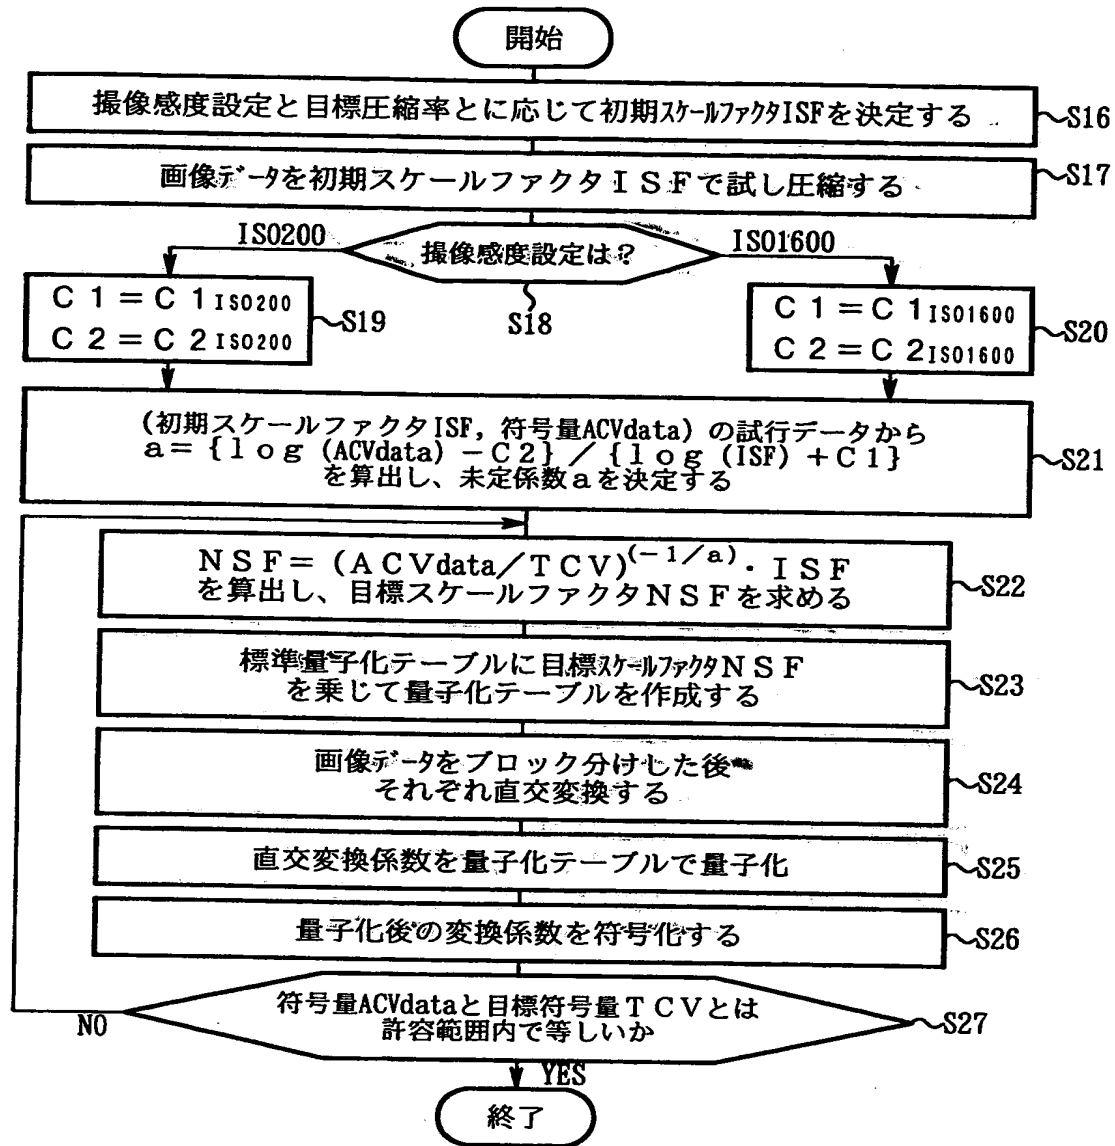 開始
撮像感度設定と目標圧縮率とに応じて初期スケールファクタISFを決定する
S16
画像データを初期スケールファクタISFで試し圧縮する
S17
ISO200
撮像感度設定は?
ISO1600
S18
C1=C1ISO200
C2=C2ISO200
S19
C1=C1ISO1600
C2=C2ISO1600
S20
(初期スケールファクタISF, 符号量ACVdata) の試行データから
a={log (ACVdata) -C2} / {log (ISF) +C1}
を算出し、未定係数aを決定する
S21
NSF= (ACVdata/TCV)(-1/a)・ISF
を算出し、目標スケールファクタNSFを求める
S22
標準量子化テーブルに目標スケールファクタNSF
を乗じて量子化テーブルを作成する
S23
画像データをブロック分けした後
それぞれ直交変換する
S24
直交変換係数を量子化テーブルで量子化
S25
量子化後の変換係数を符号化する
S26
符号量ACVdataと目標符号量TCVとは
許容範囲内で等しいか
S27
NO
YES
終了